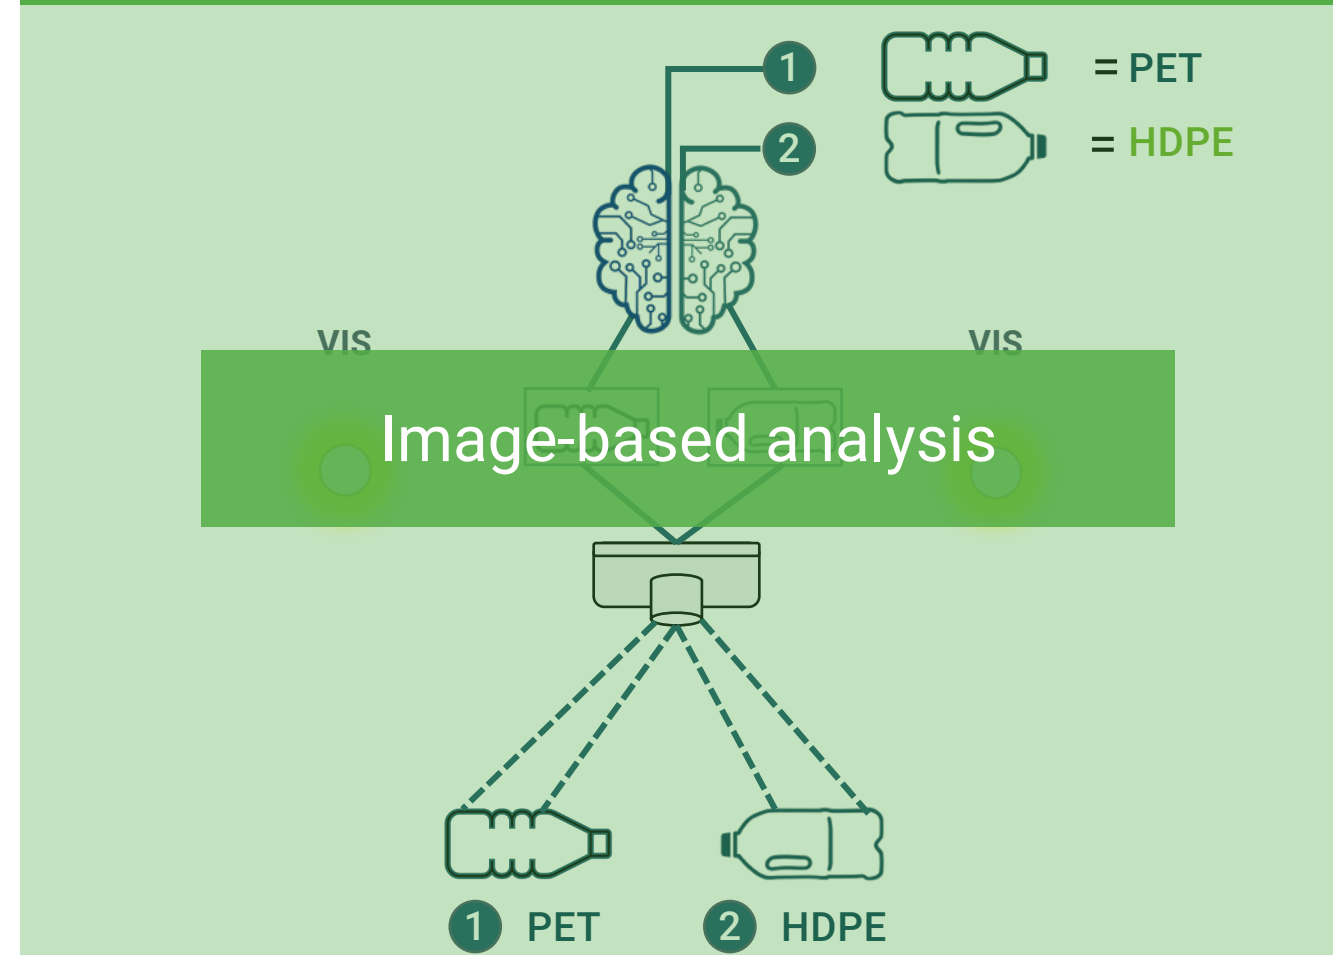 1 = PET
2 = HDPE
VIS VIS
Image-based analysis
1 PET 2 HDPE